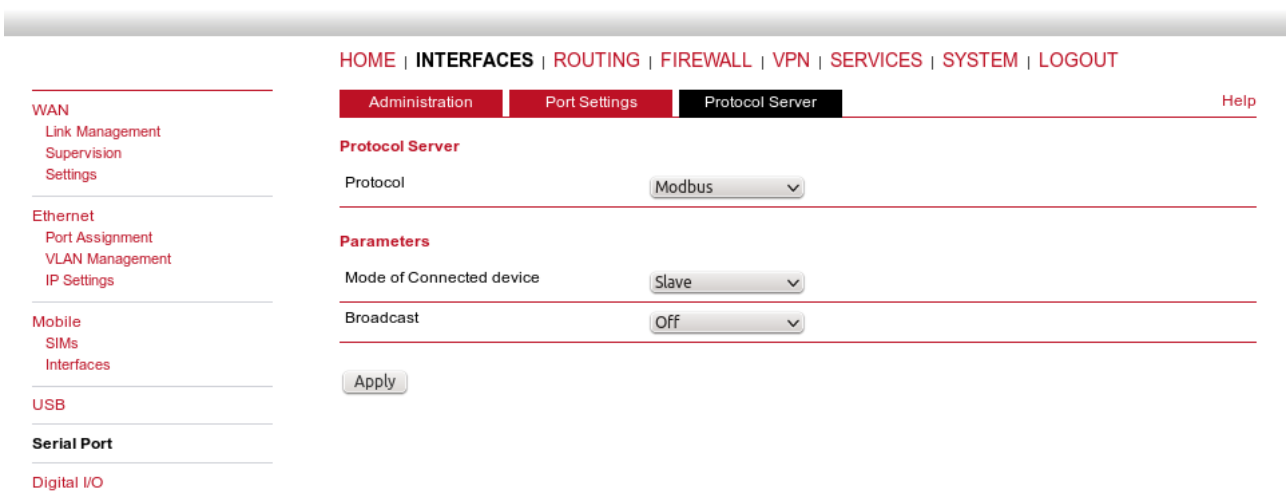 HOME | INTERFACES | ROUTING | FIREWALL | VPN | SERVICES | SYSTEM | LOGOUT
WAN
Link Management
Supervision
Settings
Ethernet
Port Assignment
VLAN Management
IP Settings
Mobile
SIMs
Interfaces
USB
Serial Port
Digital I/O
Administration Port Settings Protocol Server Help
Protocol Server
Protocol Modbus
Parameters
Mode of Connected device Slave
Broadcast Off
Apply